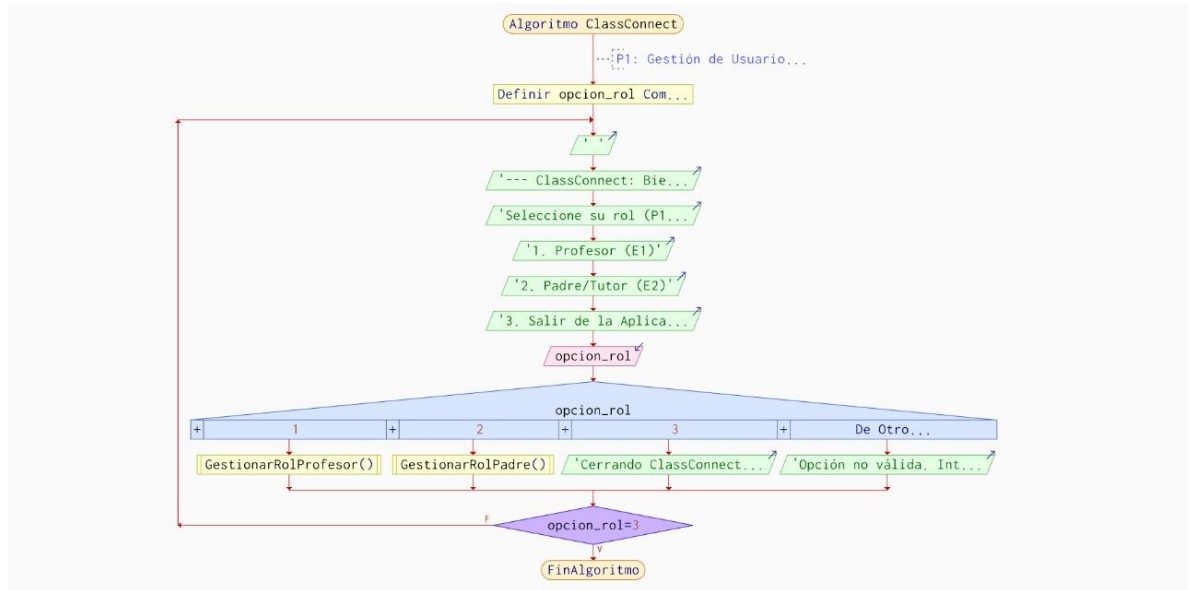 Algoritmo ClassConnect
P1: Gestión de Usuario...
Definir opcion_rol Com...
' '
'--- ClassConnect: Bie...
'Seleccione su rol (P1...
'1. Profesor (E1)'
'2. Padre/Tutor (E2)'
'3. Salir de la Aplica...
opcion_rol
opcion_rol
+ 1 + 2 + 3 + De Otro...
GestionarRolProfesor() GestionarRolPadre() 'Cerrando ClassConnect... 'Opción no válida. Int...
F opcion_rol=3
V
FinAlgoritmo